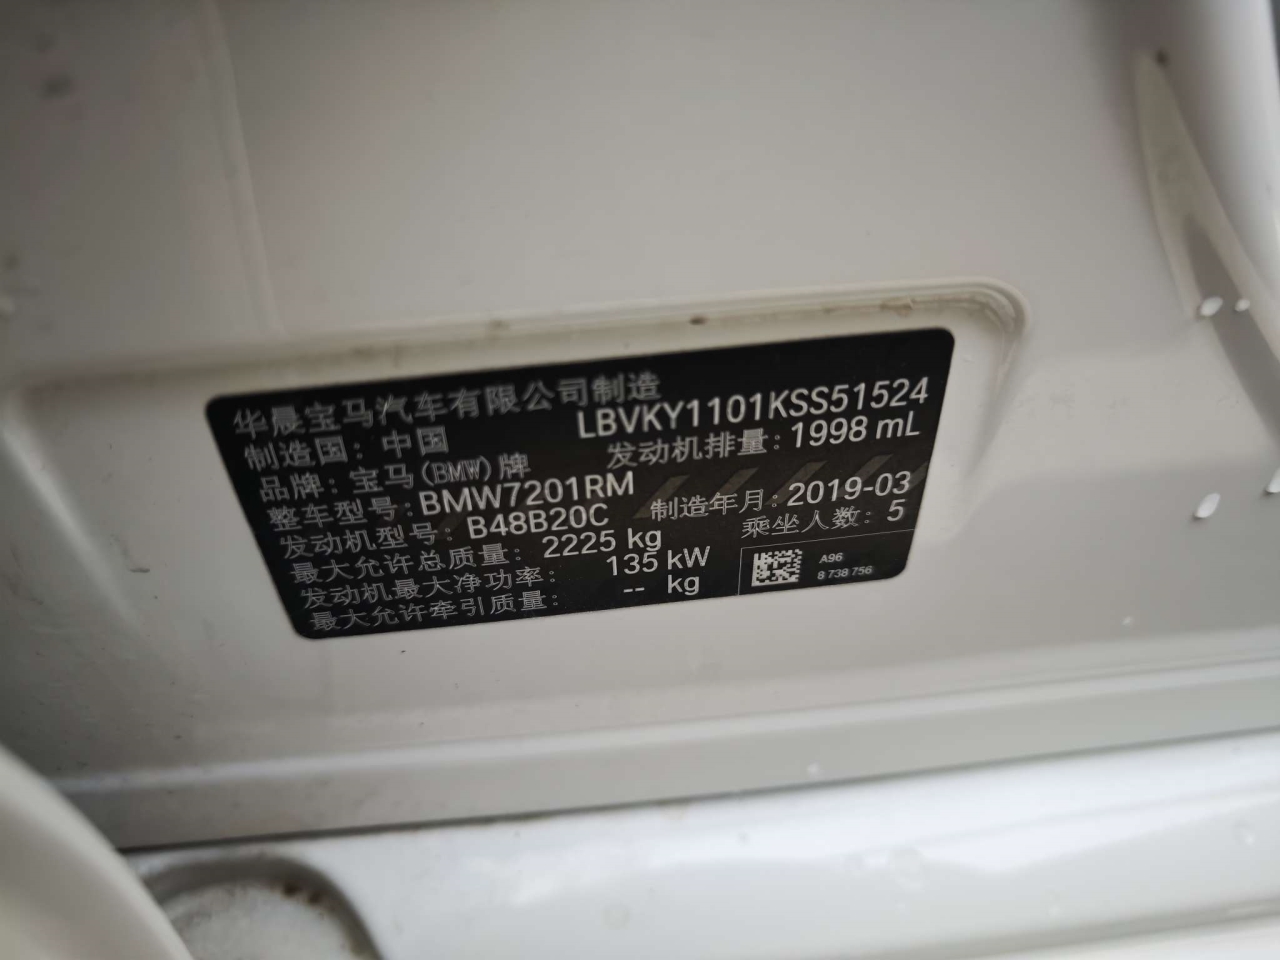 华晨宝马汽车有限公司制造
制造国：中国 LBVKY1101KSS51524
品牌：宝马(BMW)牌 发动机排量：1998 mL
整车型号：BMW7201RM
发动机型号：B48B20C 制造年月：2019-03
最大允许总质量：2225 kg 乘坐人数：5
发动机最大净功率：135 kW
最大允许牵引质量：-- kg
A96
8 738 756